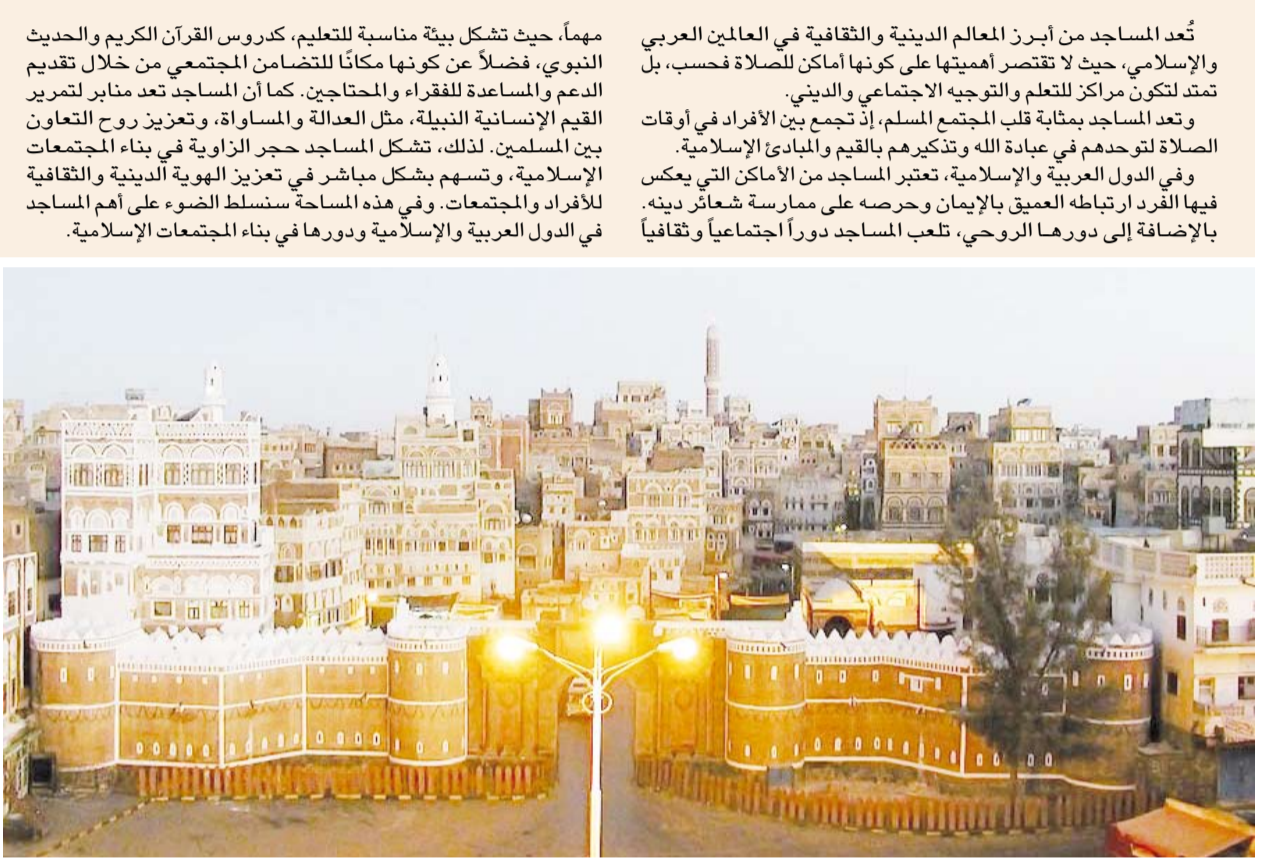 تُعد المساجد من أبرز المعالم الدينية والثقافية في العالمين العربي
والإسلامي، حيث لا تقتصر أهميتها على كونها أماكن للصلاة فحسب، بل
تمتد لتكون مراكز للتعلم والتوجيه الاجتماعي والديني.
وتعد المساجد بمثابة قلب المجتمع المسلم، إذ تجمع بين الأفراد في أوقات
الصلاة لتوحدهم في عبادة الله وتذكيرهم بالقيم والمبادئ الإسلامية.
وفي الدول العربية والإسلامية، تعتبر المساجد من الأماكن التي يعكس
فيها الفرد ارتباطه العميق بالإيمان وحرصه على ممارسة شعائر دينه.
بالإضافة إلى دورها الروحي، تلعب المساجد دوراً اجتماعياً وثقافياً
مهماً، حيث تشكل بيئة مناسبة للتعليم، كدروس القرآن الكريم والحديث
النبوي، فضلاً عن كونها مكانًا للتضامن المجتمعي من خلال تقديم
الدعم والمساعدة للفقراء والمحتاجين. كما أن المساجد تعد منابر لتمرير
القيم الإنسانية النبيلة، مثل العدالة والمساواة، وتعزيز روح التعاون
بين المسلمين. لذلك، تشكل المساجد حجر الزاوية في بناء المجتمعات
الإسلامية، وتسهم بشكل مباشر في تعزيز الهوية الدينية والثقافية
للأفراد والمجتمعات. وفي هذه المساحة سنسلط الضوء على أهم المساجد
في الدول العربية والإسلامية ودورها في بناء المجتمعات الإسلامية.